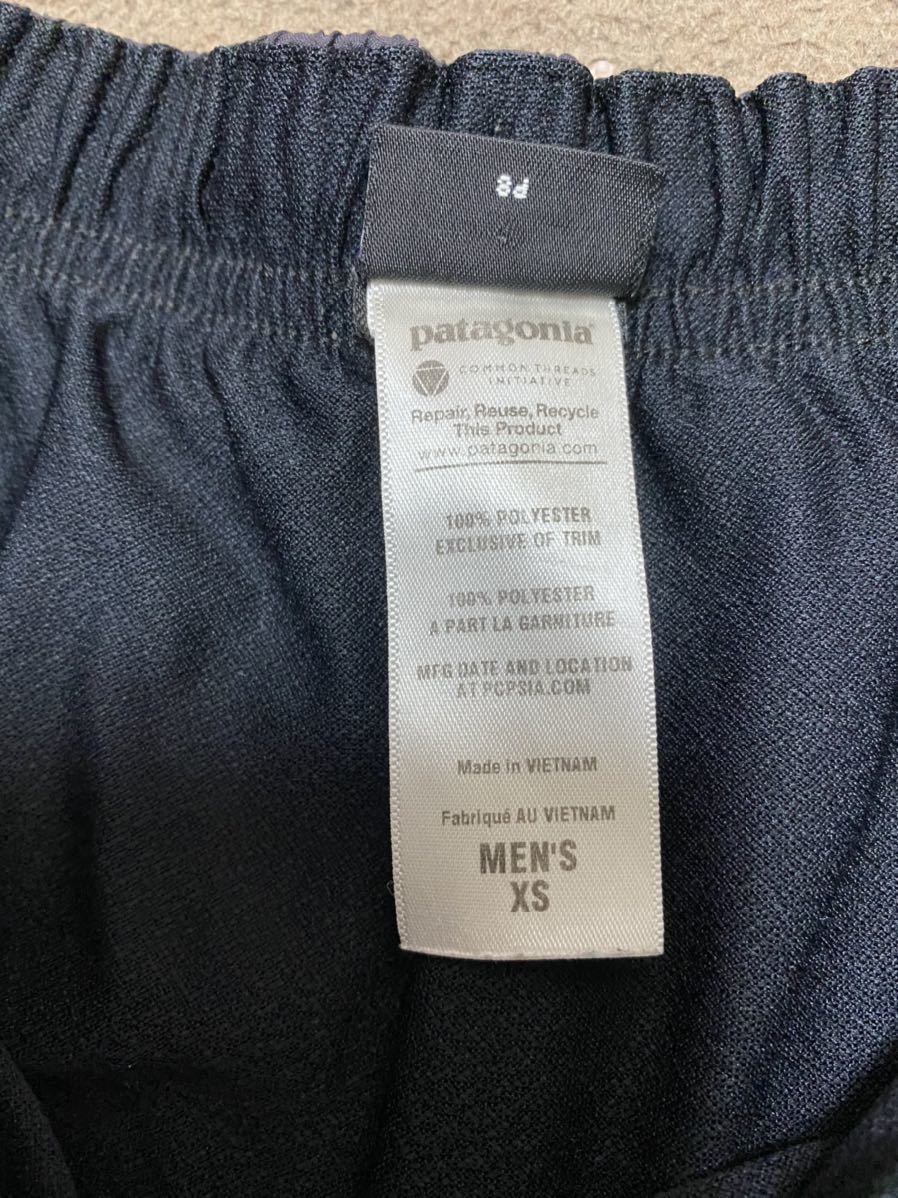 8d
patagonia®
COMMON THREADS
INITIATIVE
Repair, Reuse, Recycle
This Product
www.patagonia.com
100% POLYESTER
EXCLUSIVE OF TRIM
100% POLYESTER
A PART LA GARNITURE
MFG DATE AND LOCATION
AT PCPSIA.COM
Made in VIETNAM
Fabriqué AU VIETNAM
MEN'S
XS